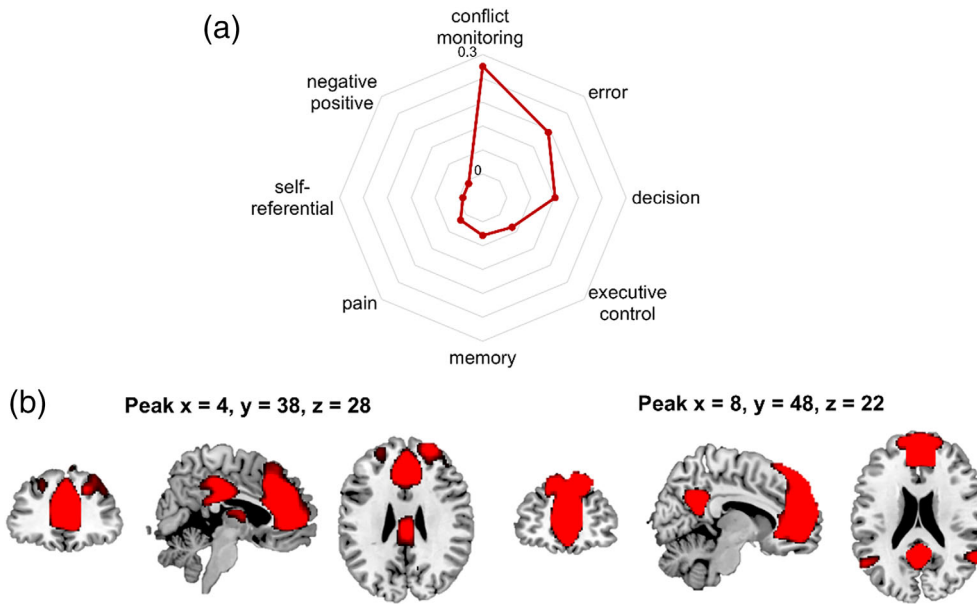 (a)
conflict
monitoring
0.3
negative
positive
error
0
self-
referential
decision
pain
executive
control
memory
(b)
Peak x = 4, y = 38, z = 28
Peak x = 8, y = 48, z = 22